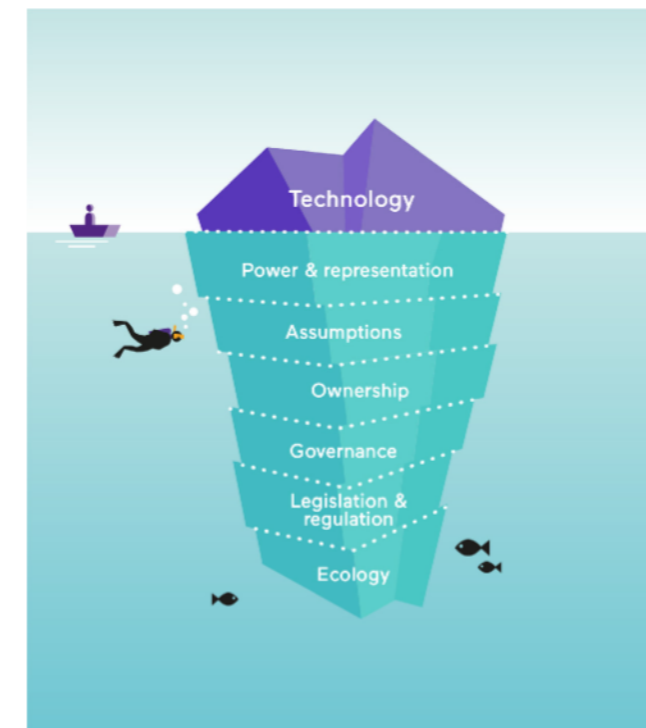 Technology
Power & representation
Assumptions
Ownership
Governance
Legislation &
regulation
Ecology